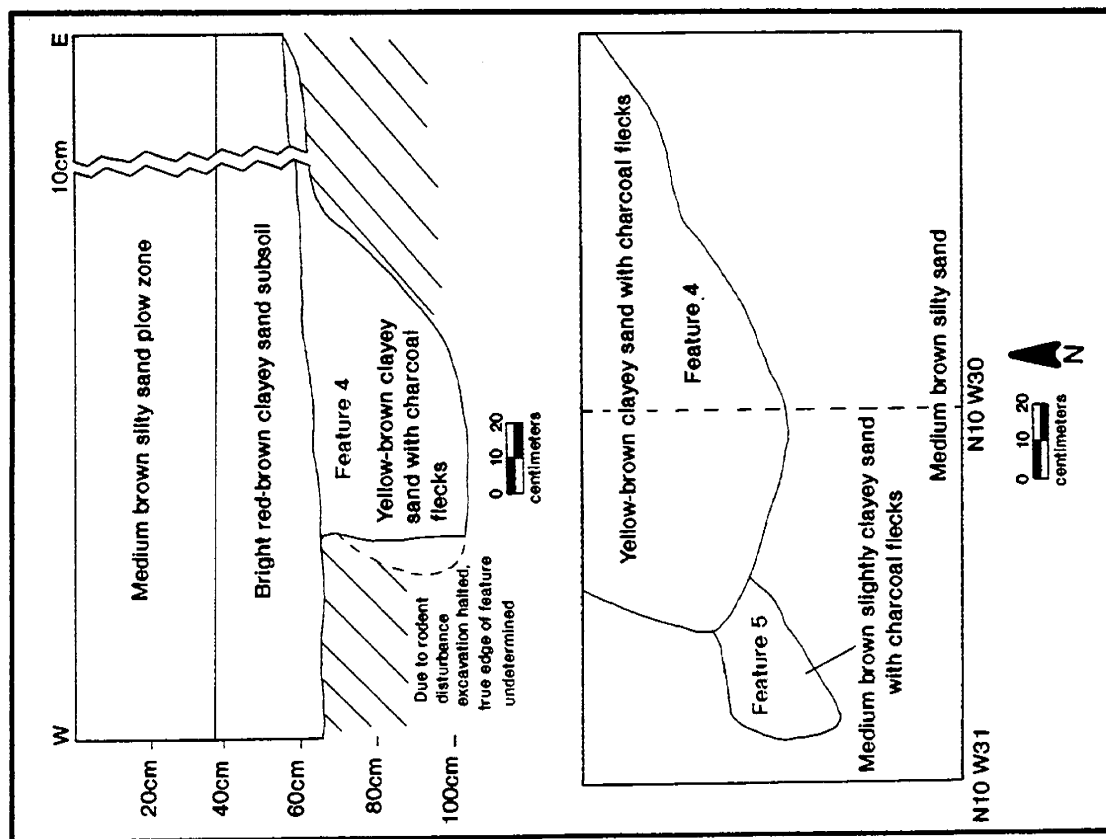 W
10cm
E
20cm
40cm
60cm
80cm
100cm
Medium brown silty sand plow zone
Bright red-brown clayey sand subsoil
Feature 4
Yellow-brown clayey
sand with charcoal
flecks
Due to rodent
disturbance
excavation halted,
true edge of feature
undetermined
0 10 20
centimeters
Yellow-brown clayey sand with charcoal flecks
Feature 4
Feature 5
Medium brown slightly clayey sand
with charcoal flecks
Medium brown silty sand
N10 W31
N10 W30
0 10 20
centimeters
N